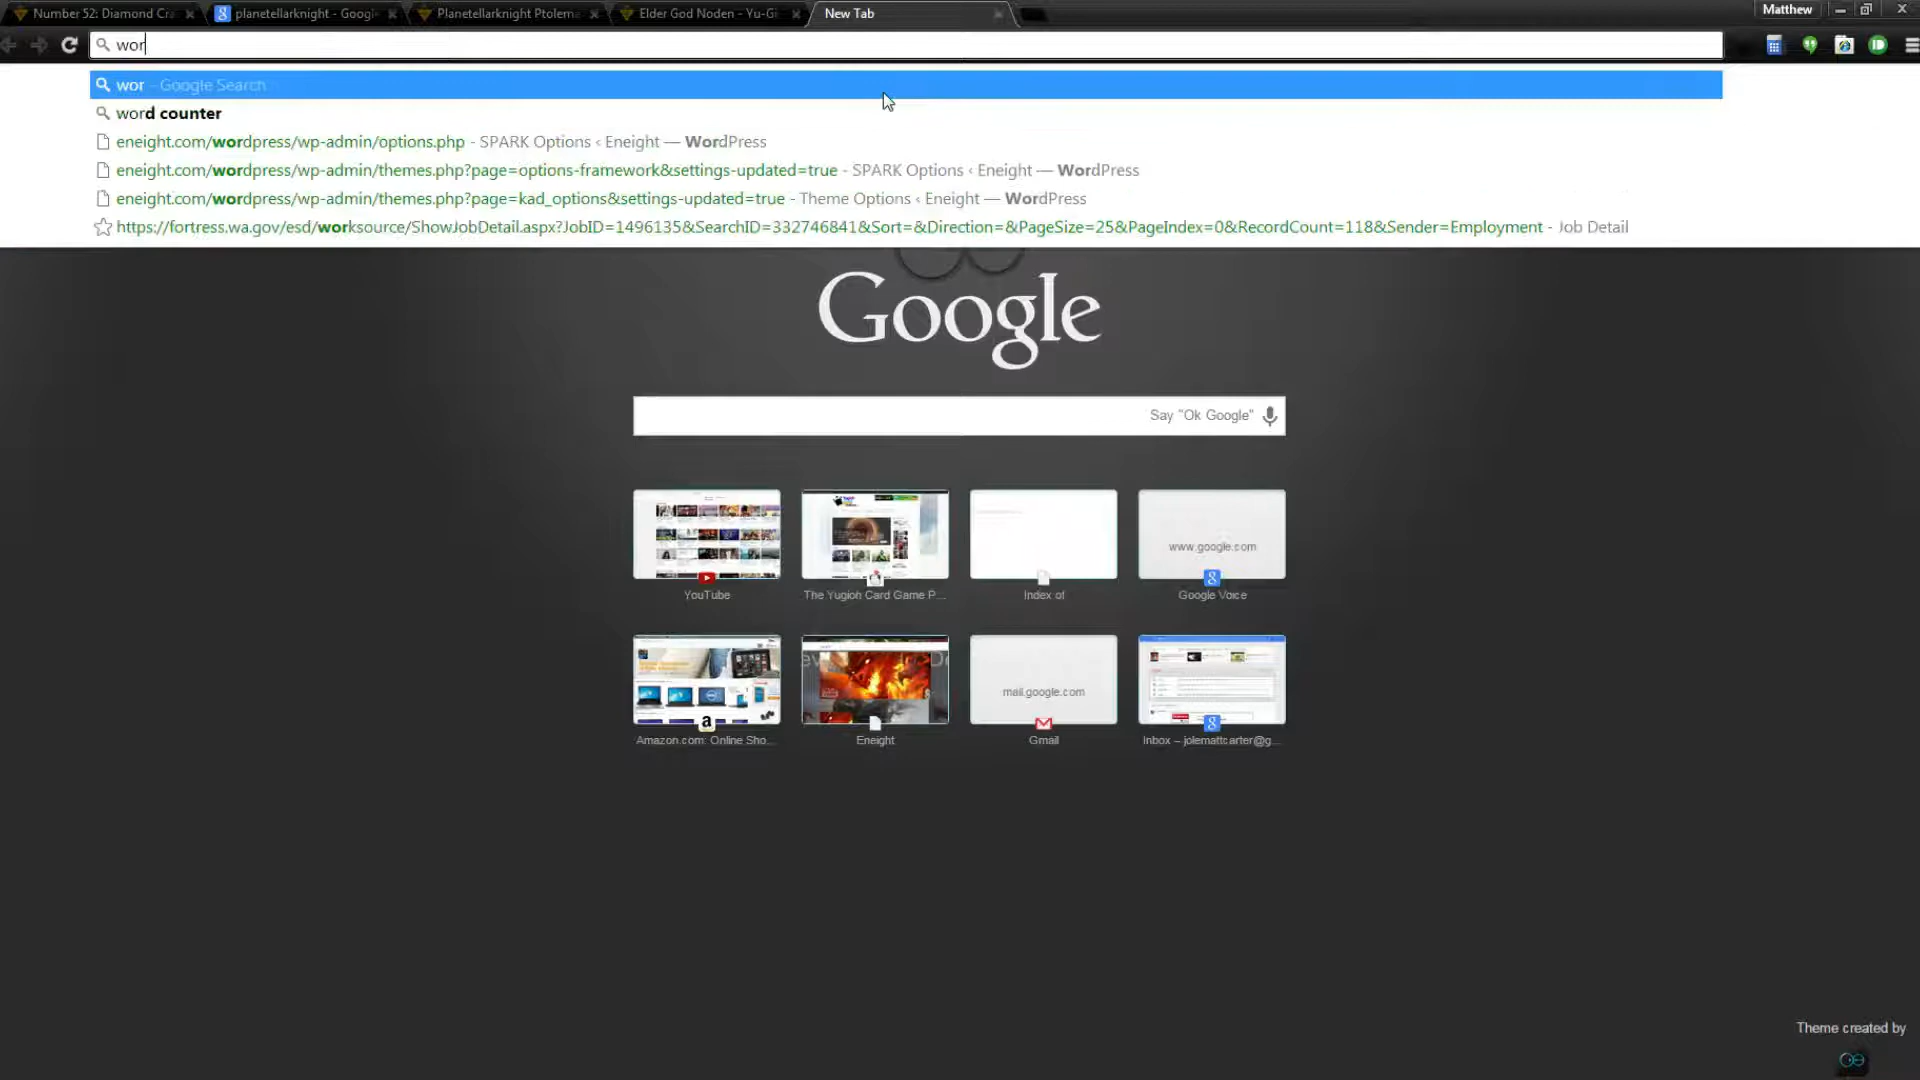 Number 52: Diamond Cra
planetellarknight - Googl
Planetellarknight Ptolem
Elder God Noden - Yu-Gi
New Tab
Matthew
wor
wor - Google Search
word counter
eneight.com/wordpress/wp-admin/options.php - SPARK Options ‹ Eneight — WordPress
eneight.com/wordpress/wp-admin/themes.php?page=options-framework&settings-updated=true - SPARK Options ‹ Eneight — WordPress
eneight.com/wordpress/wp-admin/themes.php?page=kad_options&settings-updated=true - Theme Options ‹ Eneight — WordPress
https://fortress.wa.gov/esd/worksource/ShowJobDetail.aspx?JobID=1496135&SearchID=332746841&Sort=&Direction=&PageSize=25&PageIndex=0&RecordCount=118&Sender=Employment - Job Detail
Google
Say "Ok Google"
www.google.com
YouTube
The Yugioh Card Game P...
Index of
Google Voice
mail.google.com
Amazon.com: Online Sho...
Eneight
Gmail
Inbox – jolemattcarter@g...
Theme created by